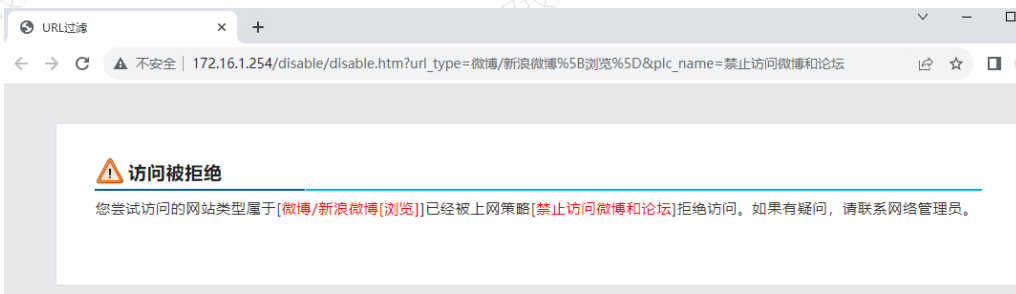 URL过滤
不安全 | 172.16.1.254/disable/disable.htm?url_type=微博/新浪微博%5B浏览%5D&plc_name=禁止访问微博和论坛
访问被拒绝
您尝试访问的网站类型属于[微博/新浪微博[浏览]]已经被上网策略[禁止访问微博和论坛]拒绝访问。如果有疑问，请联系网络管理员。